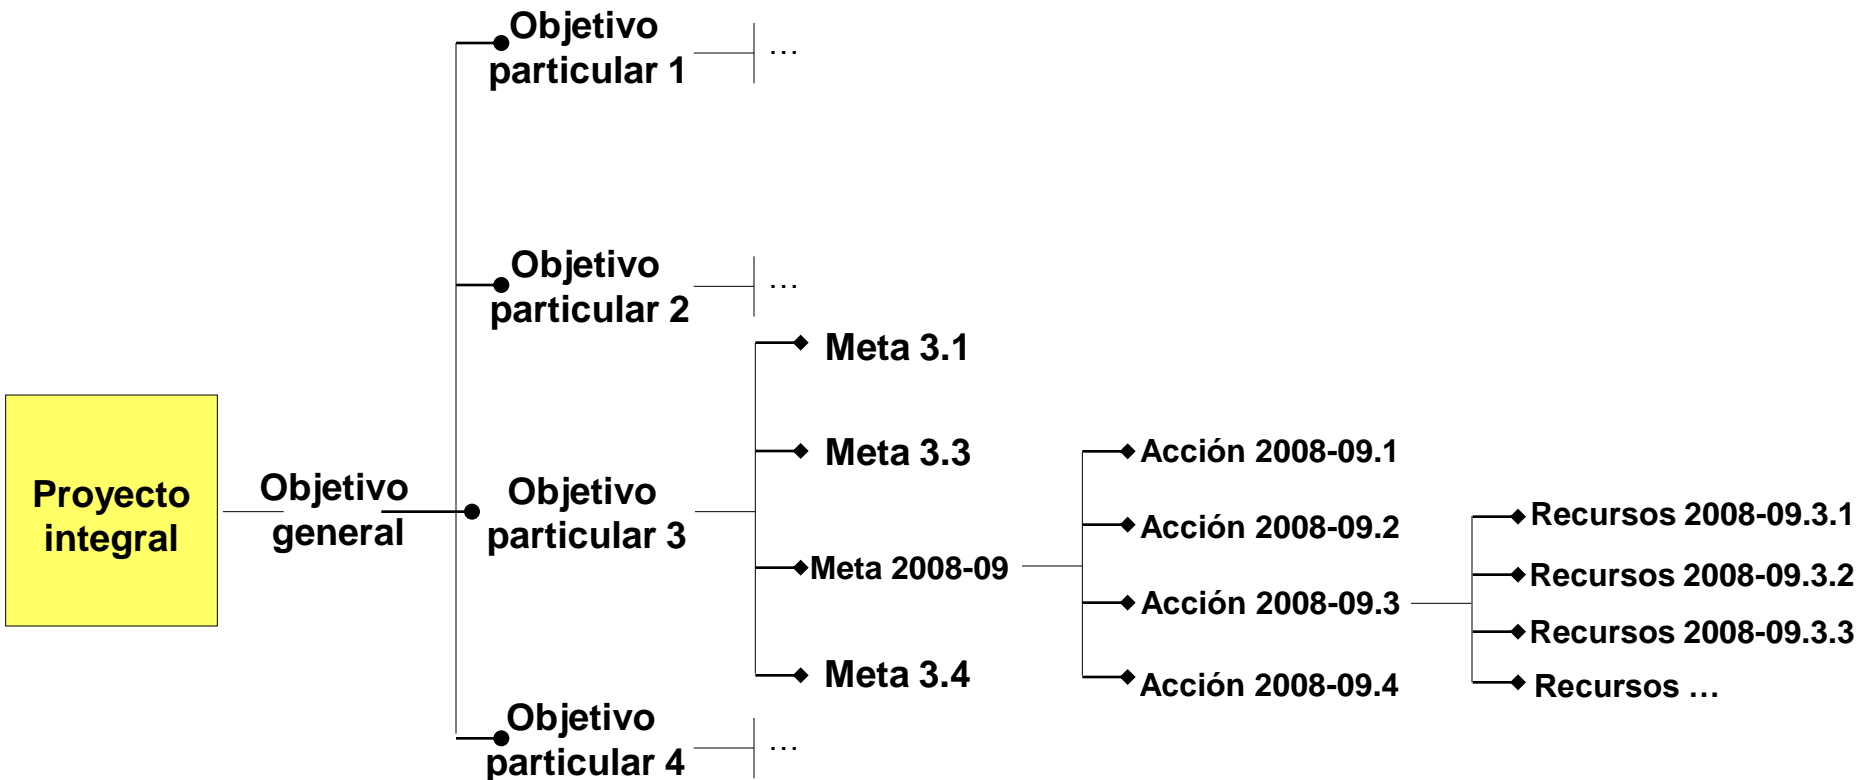 Proyecto
integral
Objetivo
general
Objetivo
particular 1
…
Objetivo
particular 2
…
Objetivo
particular 3
Meta 3.1
Meta 3.3
Meta 2008-09
Meta 3.4
Acción 2008-09.1
Acción 2008-09.2
Acción 2008-09.3
Acción 2008-09.4
Recursos 2008-09.3.1
Recursos 2008-09.3.2
Recursos 2008-09.3.3
Recursos …
Objetivo
particular 4
…